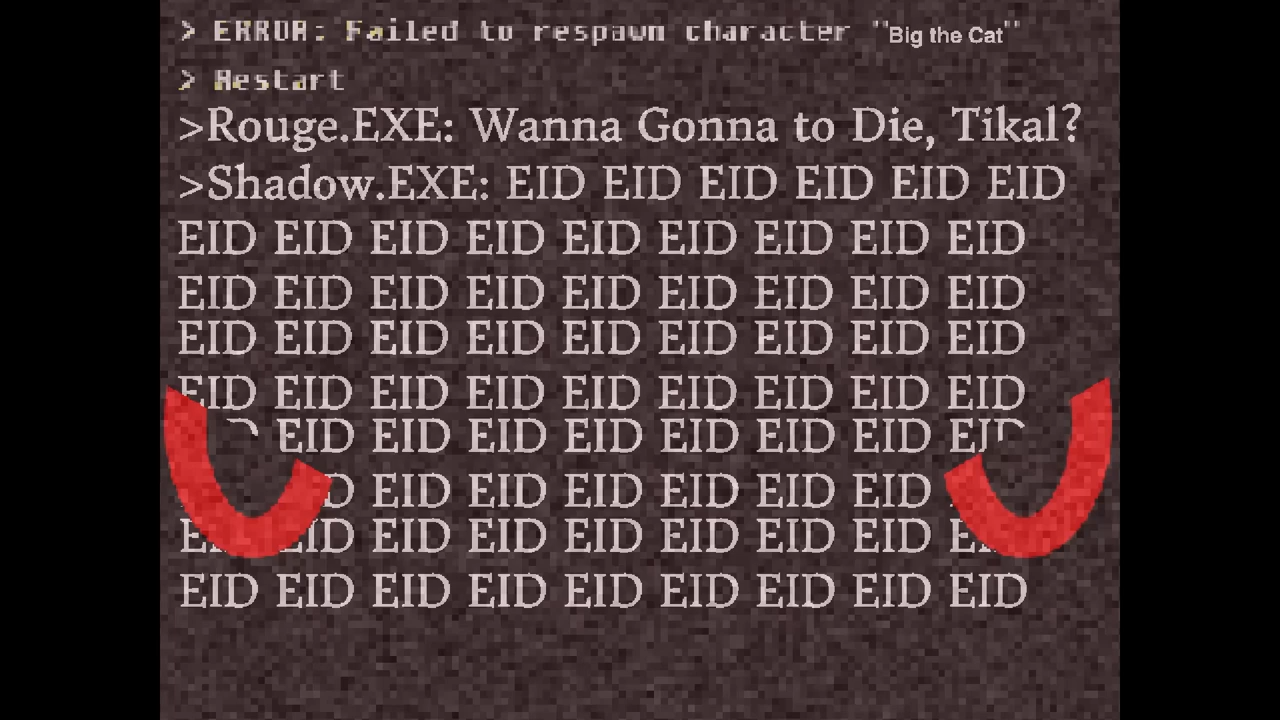 > ERROR: Failed to respawn character "Big the Cat"
> Restart
>Rouge.EXE: Wanna Gonna to Die, Tikal?
>Shadow.EXE: EID EID EID EID EID EID
EID EID EID EID EID EID EID EID EID
EID EID EID EID EID EID EID EID EID
EID EID EID EID EID EID EID EID EID
EID EID EID EID EID EID EID EID EID
EID EID EID EID EID EID EID
EID EID EID EID EID EID
EID EID EID EID EID EID
EID EID EID EID EID EID EID EID EID